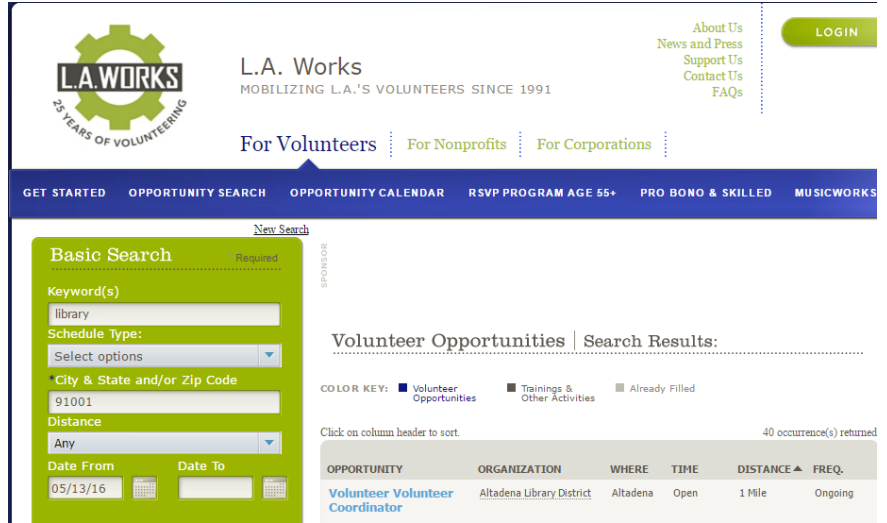 L.A.WORKS
25 YEARS OF VOLUNTEERING
L.A. Works
MOBILIZING L.A.'S VOLUNTEERS SINCE 1991
About Us
News and Press
Support Us
Contact Us
FAQs
LOGIN
For Volunteers
For Nonprofits
For Corporations
GET STARTED OPPORTUNITY SEARCH OPPORTUNITY CALENDAR RSVP PROGRAM AGE 55+ PRO BONO & SKILLED MUSICWORKS
New Search
Basic Search
Required
Keyword(s)
library
Schedule Type:
Select options
*City & State and/or Zip Code
91001
Distance
Any
Date From Date To
05/13/16
SPONSOR
Volunteer Opportunities | Search Results:
COLOR KEY:
Volunteer
Opportunities
Trainings &
Other Activities
Already Filled
Click on column header to sort.
40 occurrence(s) returned
OPPORTUNITY ORGANIZATION WHERE TIME DISTANCE FREQ.
Volunteer Volunteer
Coordinator
Altadena Library District Altadena Open 1 Mile Ongoing